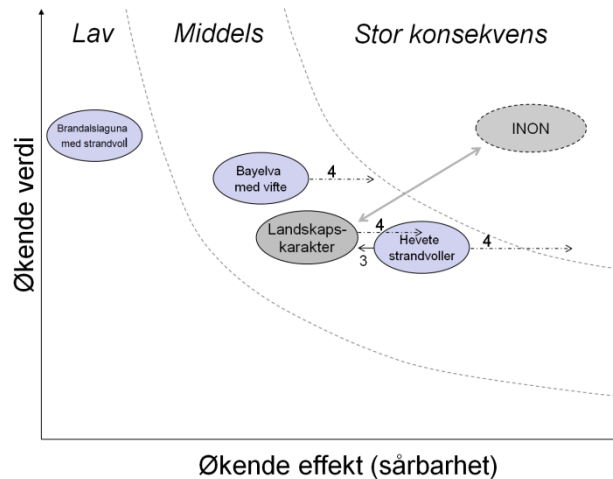 Lav Middels Stor konsekvens
Brandalslaguna
med strandvoll
INON
Bayelva
med vifte
4
Landskaps-
karakter
4
Hevete
strandvoller
4
3
Økende verdi
Økende effekt (sårbarhet)